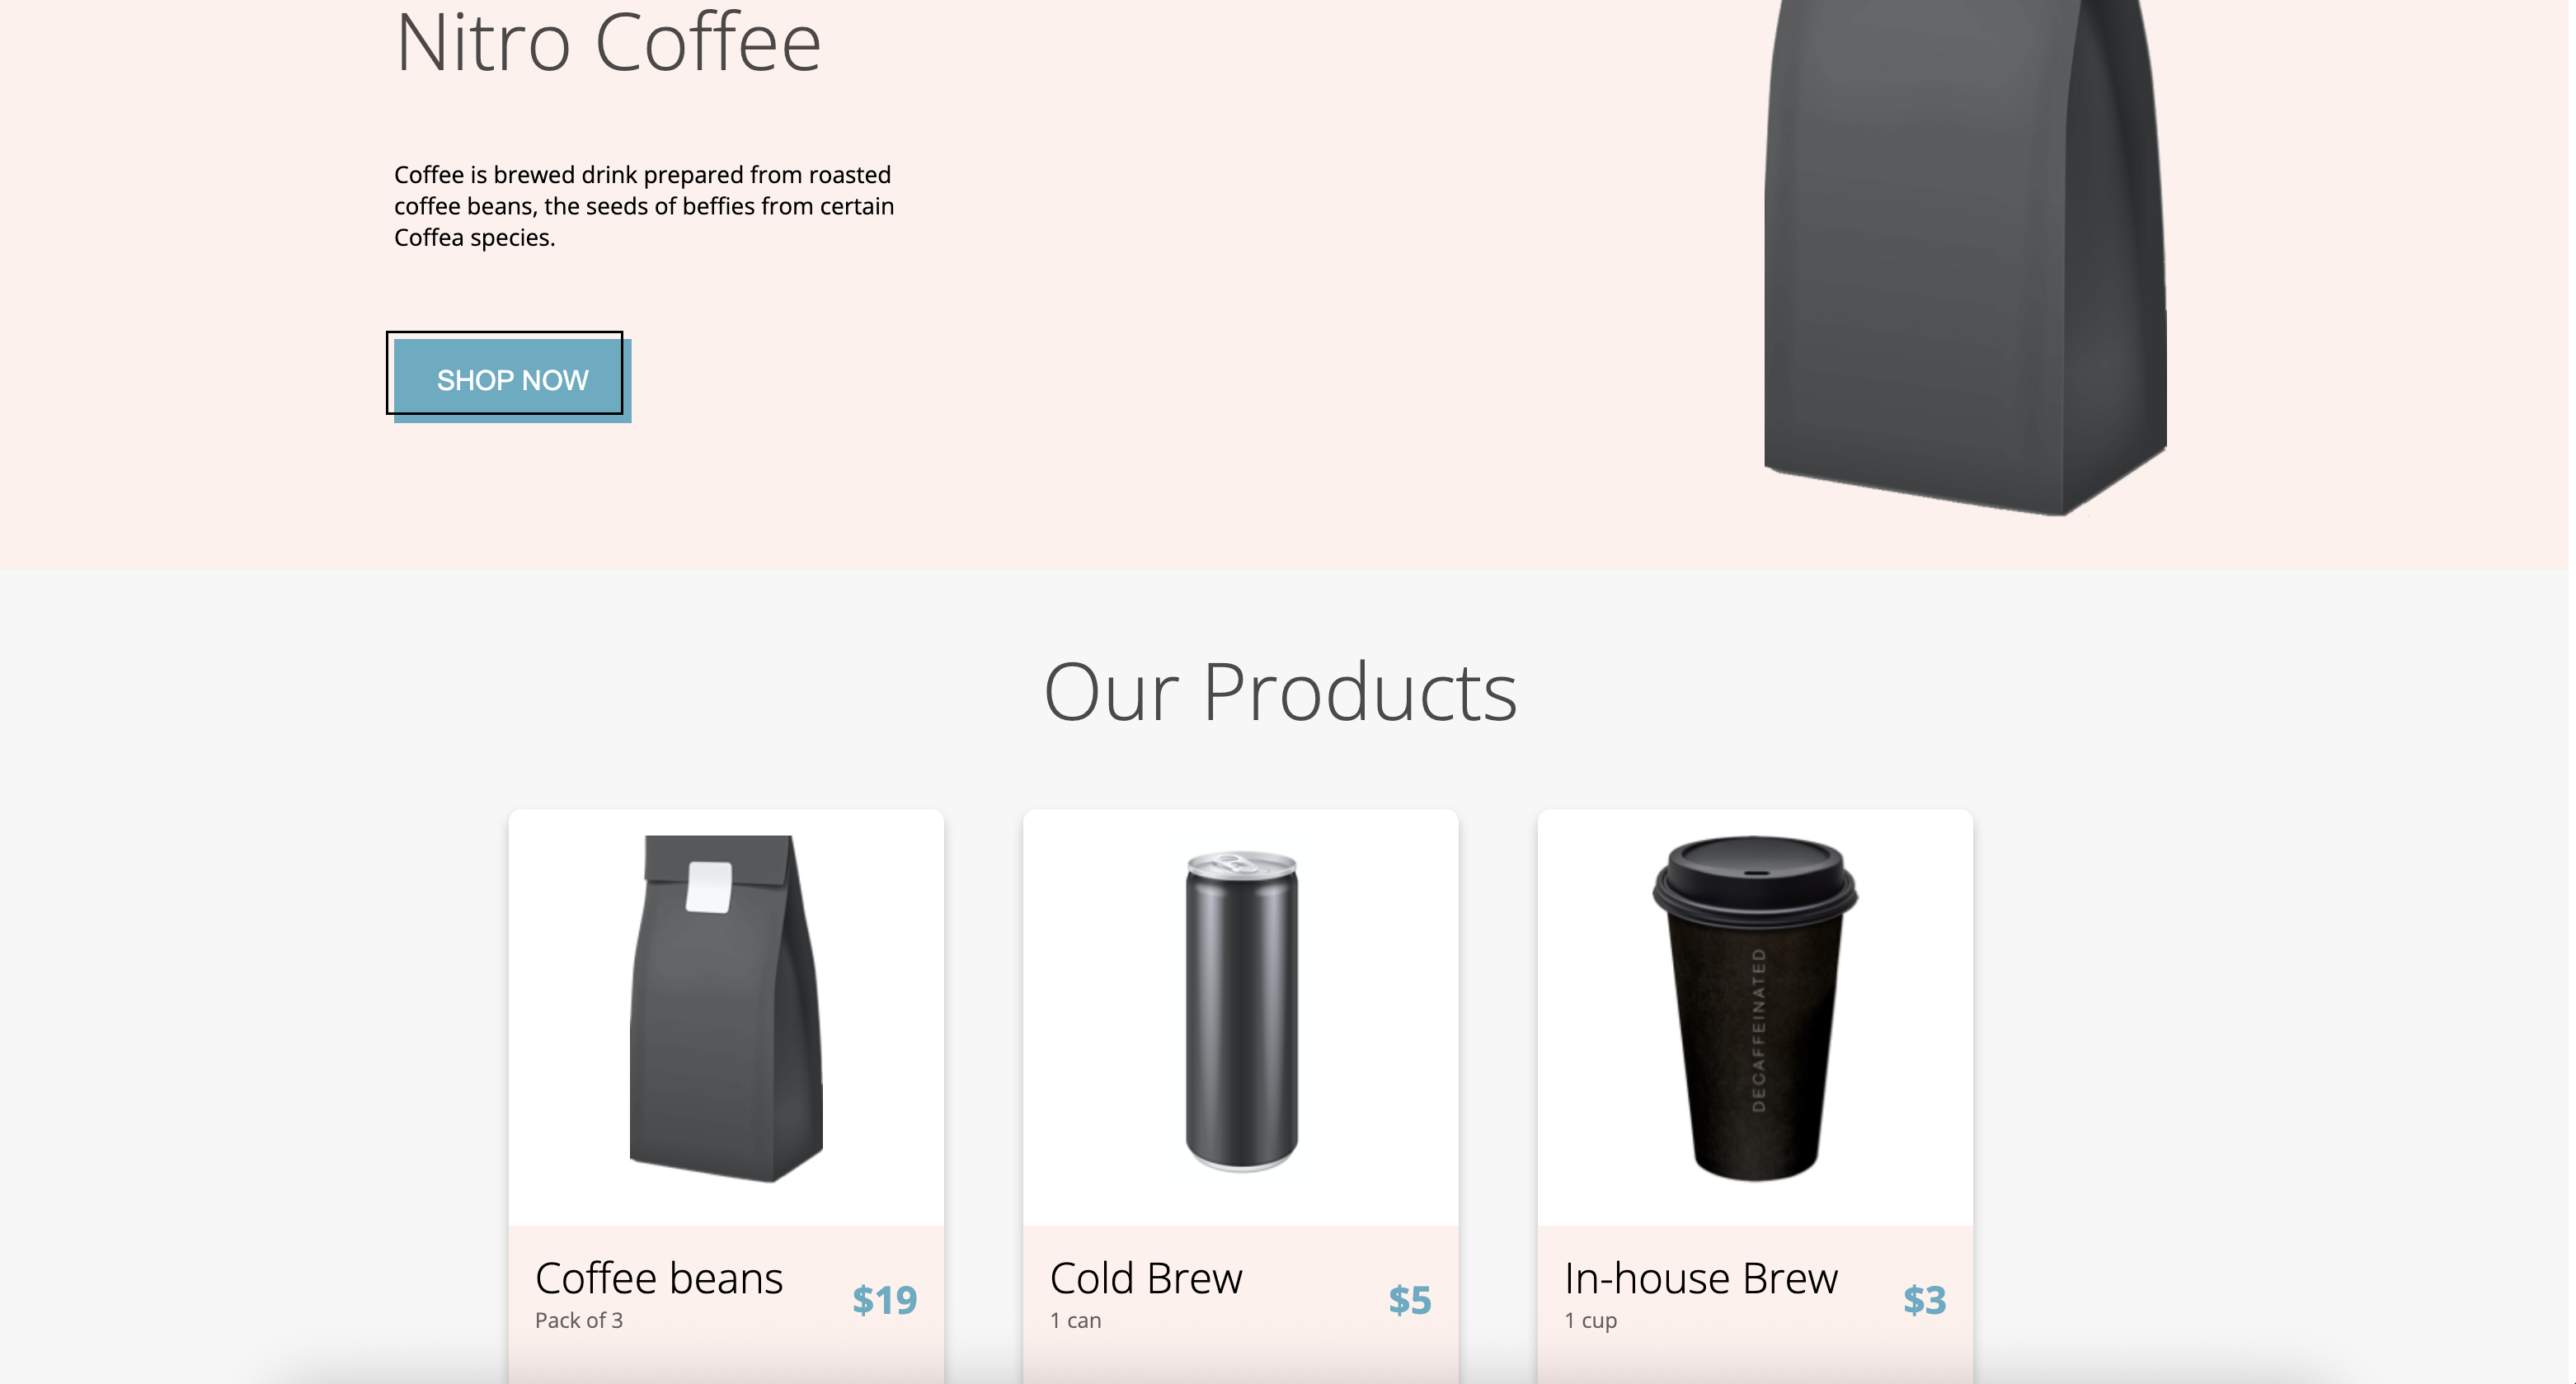 Nitro Coffee
Coffee is brewed drink prepared from roasted
coffee beans, the seeds of beffies from certain
Coffea species.
SHOP NOW
Our Products
DECAFFEINATED
Coffee beans
Pack of 3
$19
Cold Brew
1 can
$5
In-house Brew
1 cup
$3